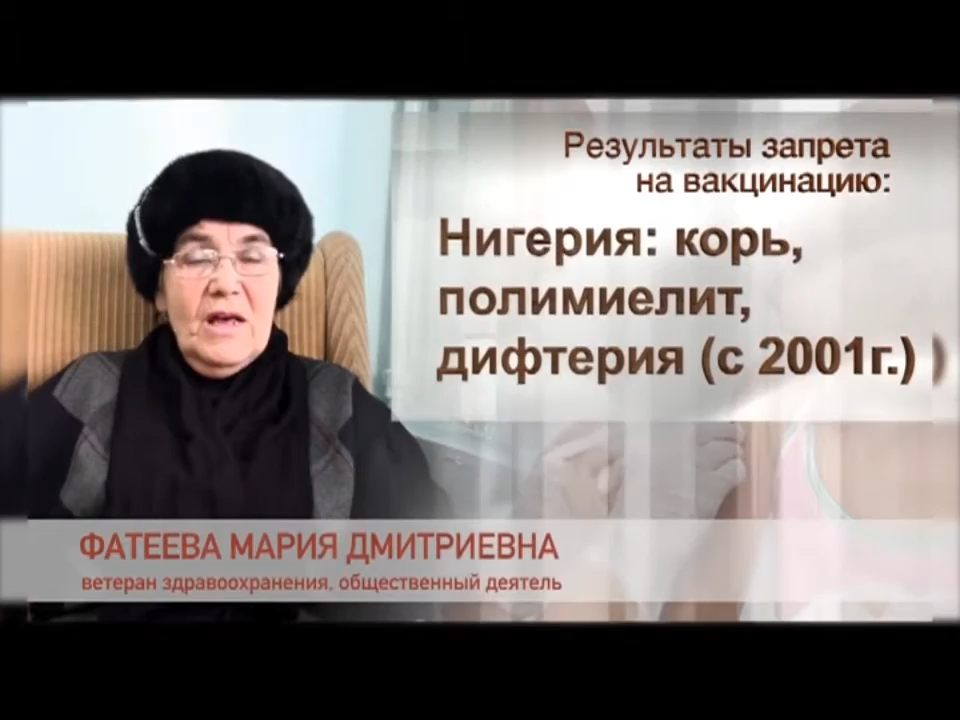 Результаты запрета
на вакцинацию:
Нигерия: корь,
полимиелит,
дифтерия (с 2001г.) )
ФАТЕЕВА МАРИЯ ДМИТРИЕВНА
ветеран здравоохранения, общественный деятель